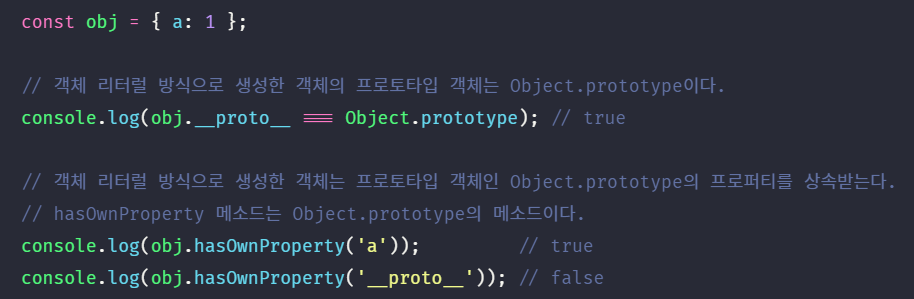 const obj = { a: 1 };
// 객체 리터럴 방식으로 생성한 객체의 프로토타입 객체는 Object.prototype이다.
console.log(obj.__proto__ === Object.prototype); // true
// 객체 리터럴 방식으로 생성한 객체는 프로토타입 객체인 Object.prototype의 프로퍼티를 상속받는다.
// hasOwnProperty 메소드는 Object.prototype의 메소드이다.
console.log(obj.hasOwnProperty('a'));         // true
console.log(obj.hasOwnProperty('__proto__')); // false